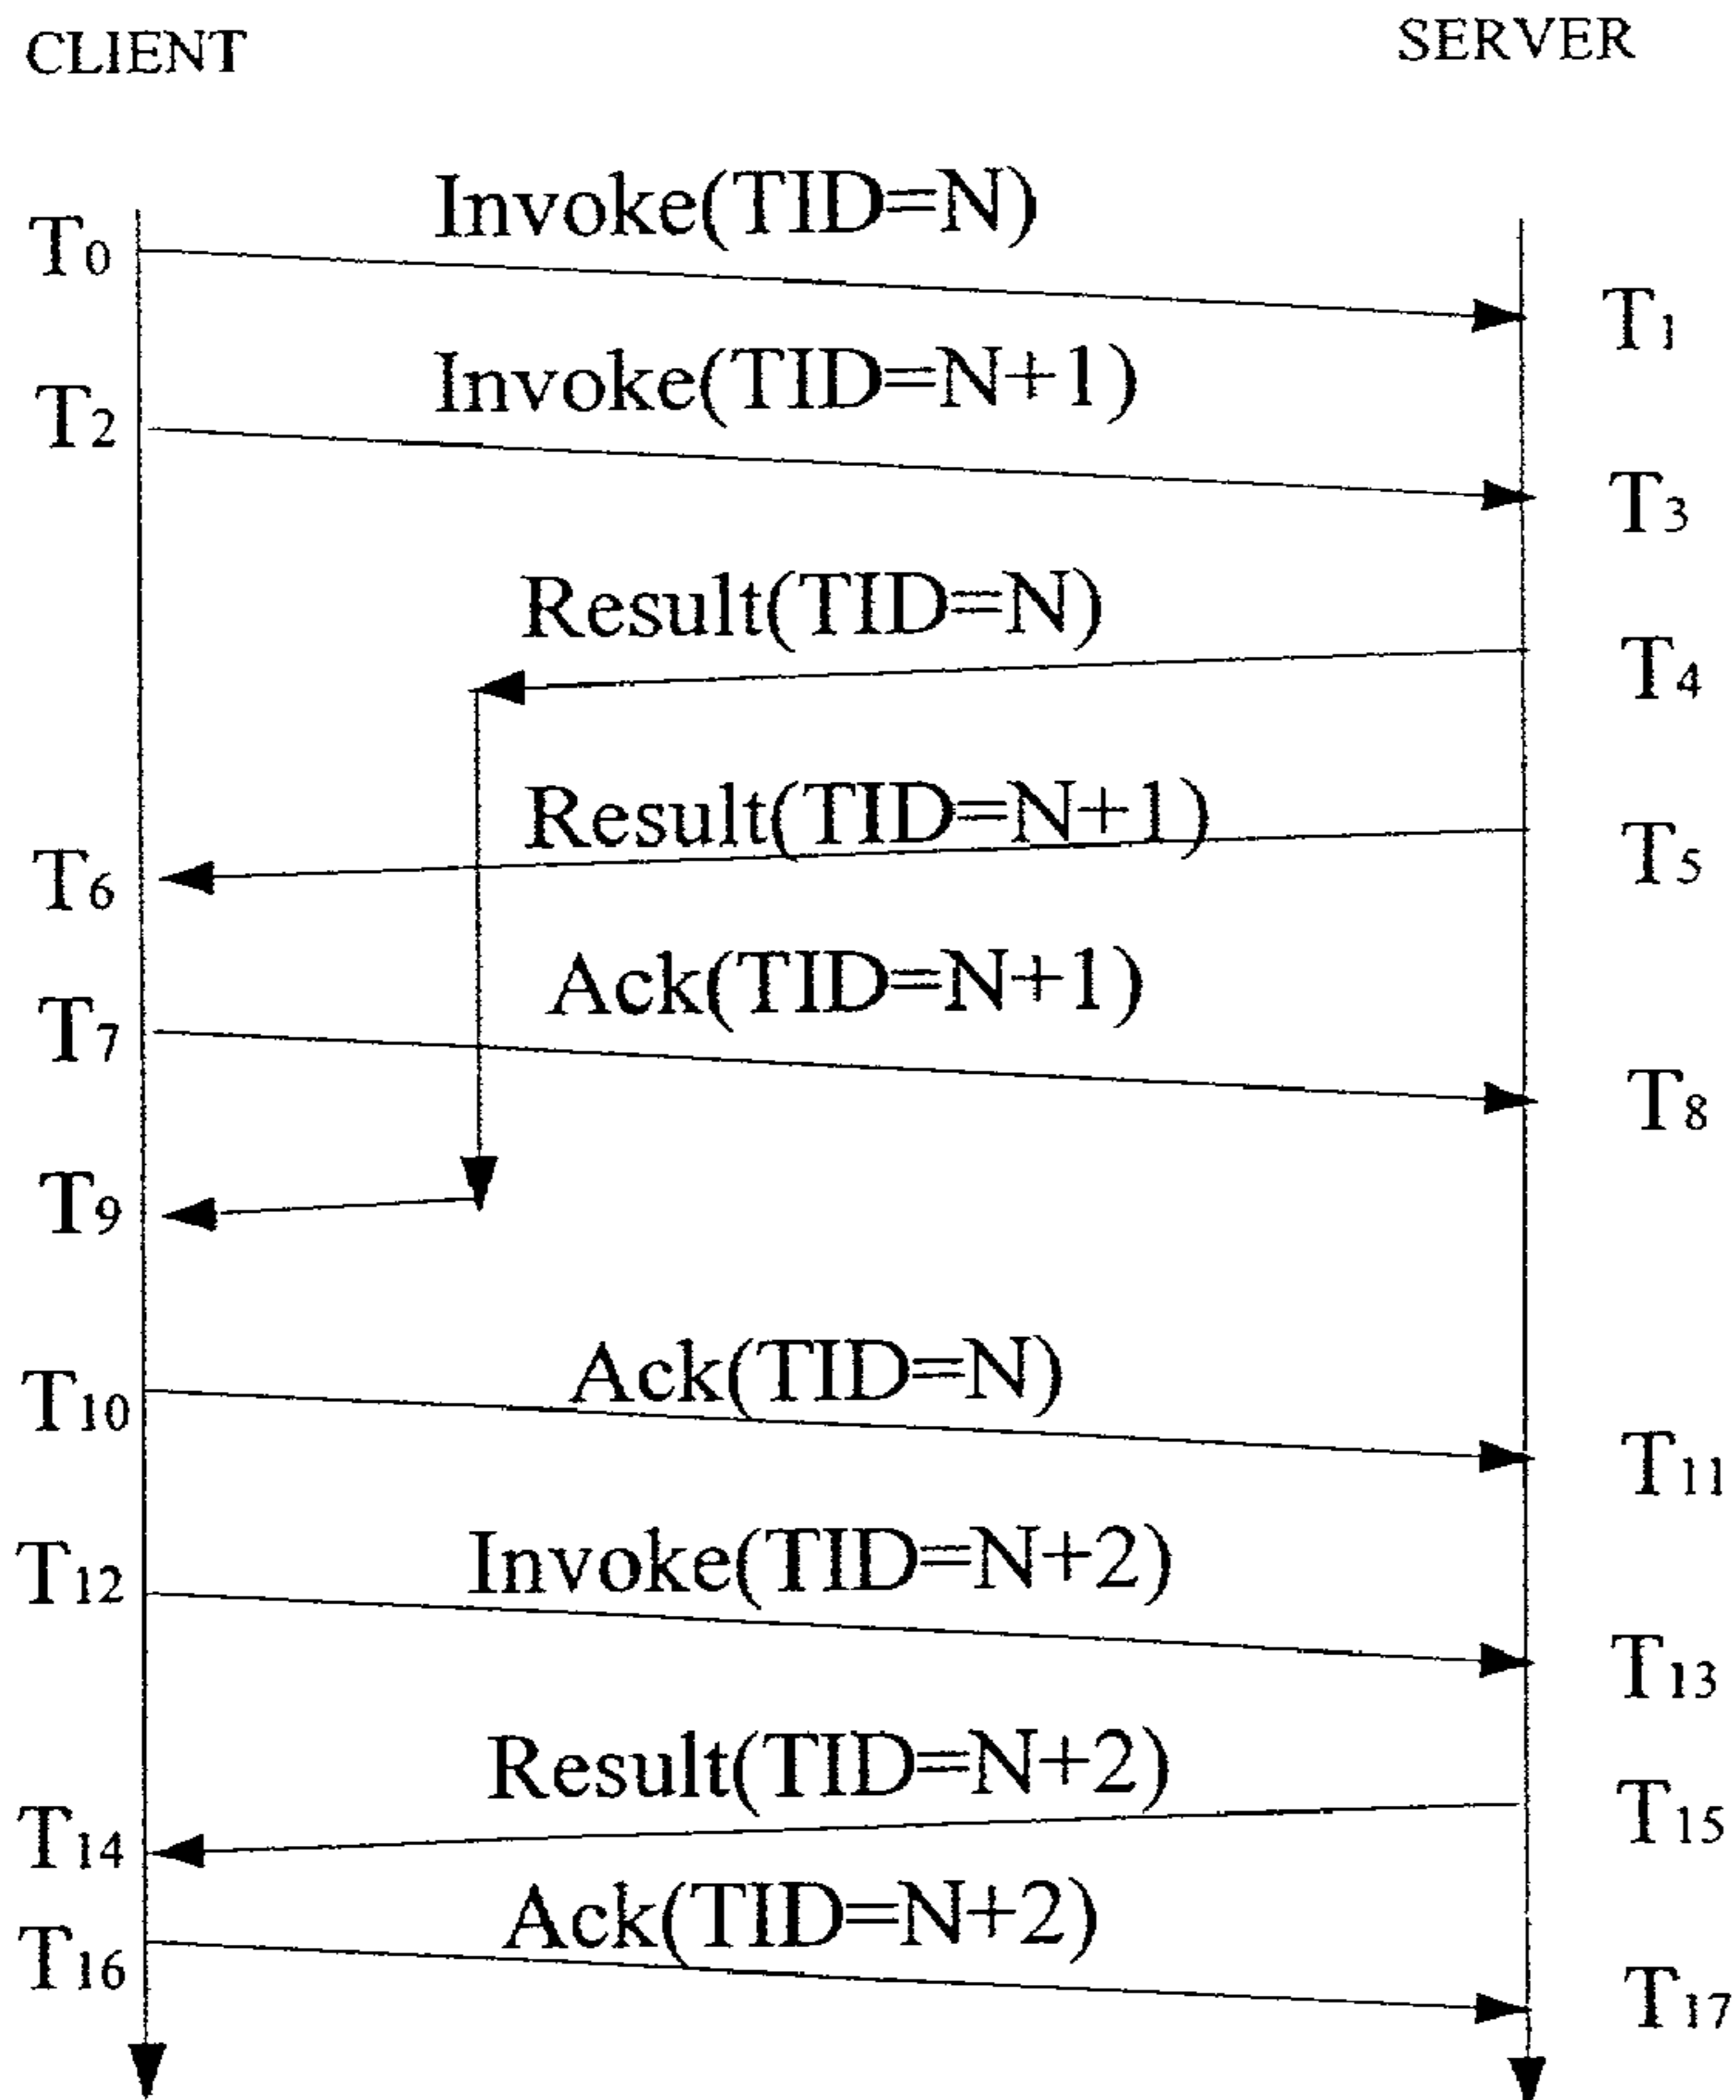 CLIENT SERVER
Invoke(TID=N)
T0
T1
Invoke(TID=N+1)
T2
T3
Result(TID=N)
T4
Result(TID=N+1)
T5
T6
Ack(TID=N+1)
T7
T8
T9
Ack(TID=N)
T10
T11
Invoke(TID=N+2)
T12
T13
Result(TID=N+2)
T15
T14
Ack(TID=N+2)
T16
T17